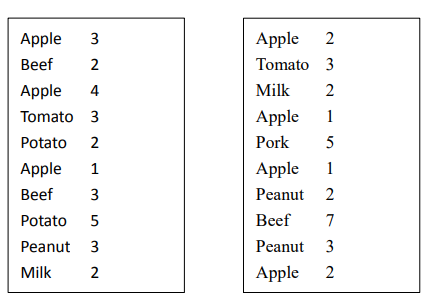 Apple 3
Beef 2
Apple 4
Tomato 3
Potato 2
Apple 1
Beef 3
Potato 5
Peanut 3
Milk 2
Apple 2
Tomato 3
Milk 2
Apple 1
Pork 5
Apple 1
Peanut 2
Beef 7
Peanut 3
Apple 2